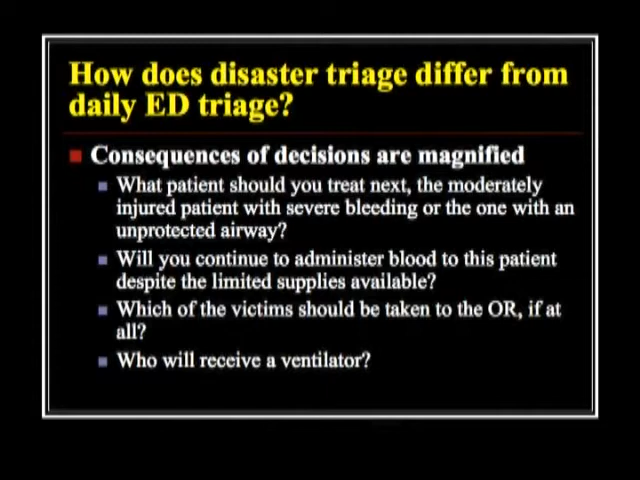 How does disaster triage differ from
daily ED triage?
Consequences of decisions are magnified
What patient should you treat next, the moderately
injured patient with severe bleeding or the one with an
unprotected airway?
Will you continue to administer blood to this patient
despite the limited supplies available?
Which of the victims should be taken to the OR, if at
all?
Who will receive a ventilator?